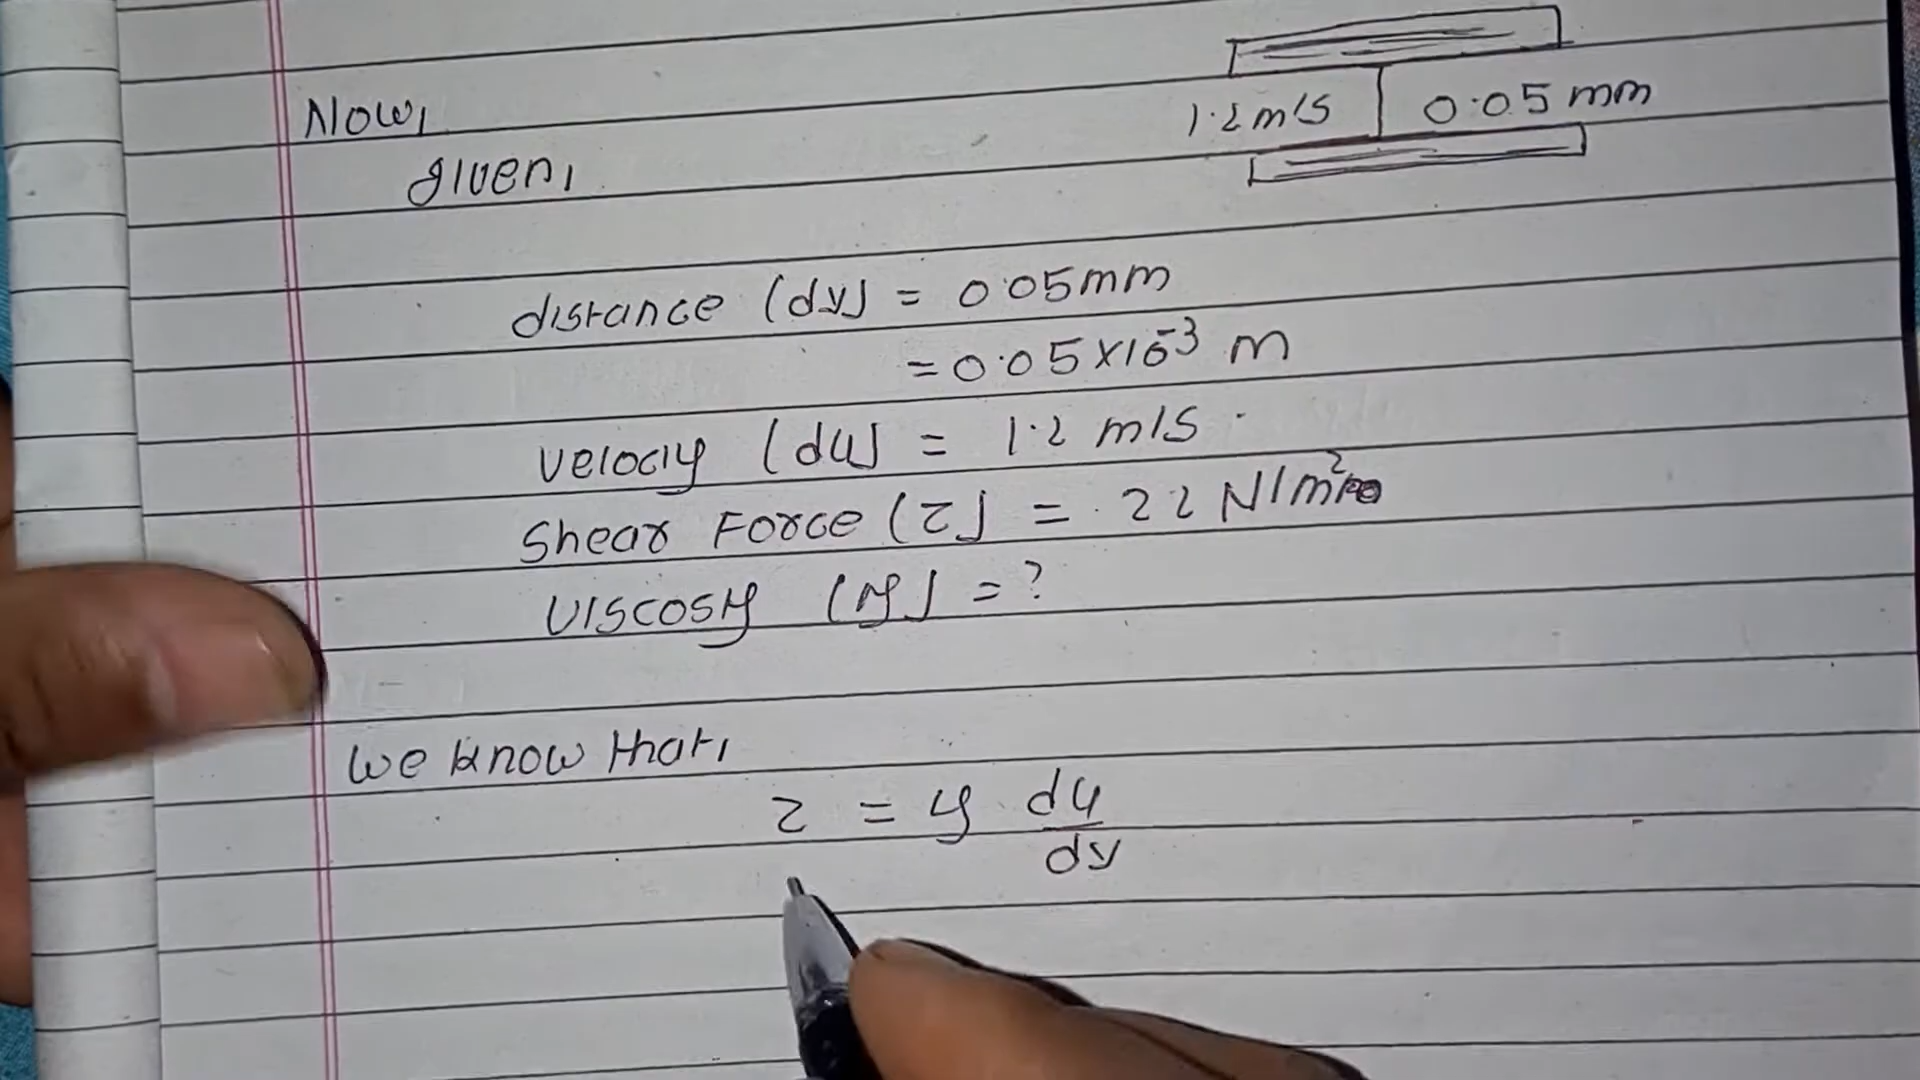 Now,
given,
1.2 m/s
0.05 mm
distance (dy) = 0.05mm
= 0.05×10⁻³ m
velocity (du) = 1.2 m/s
Shear Force (τ) = 2.2 N/m²
viscosity (μ) = ?
we know that,
τ = μ du/dy